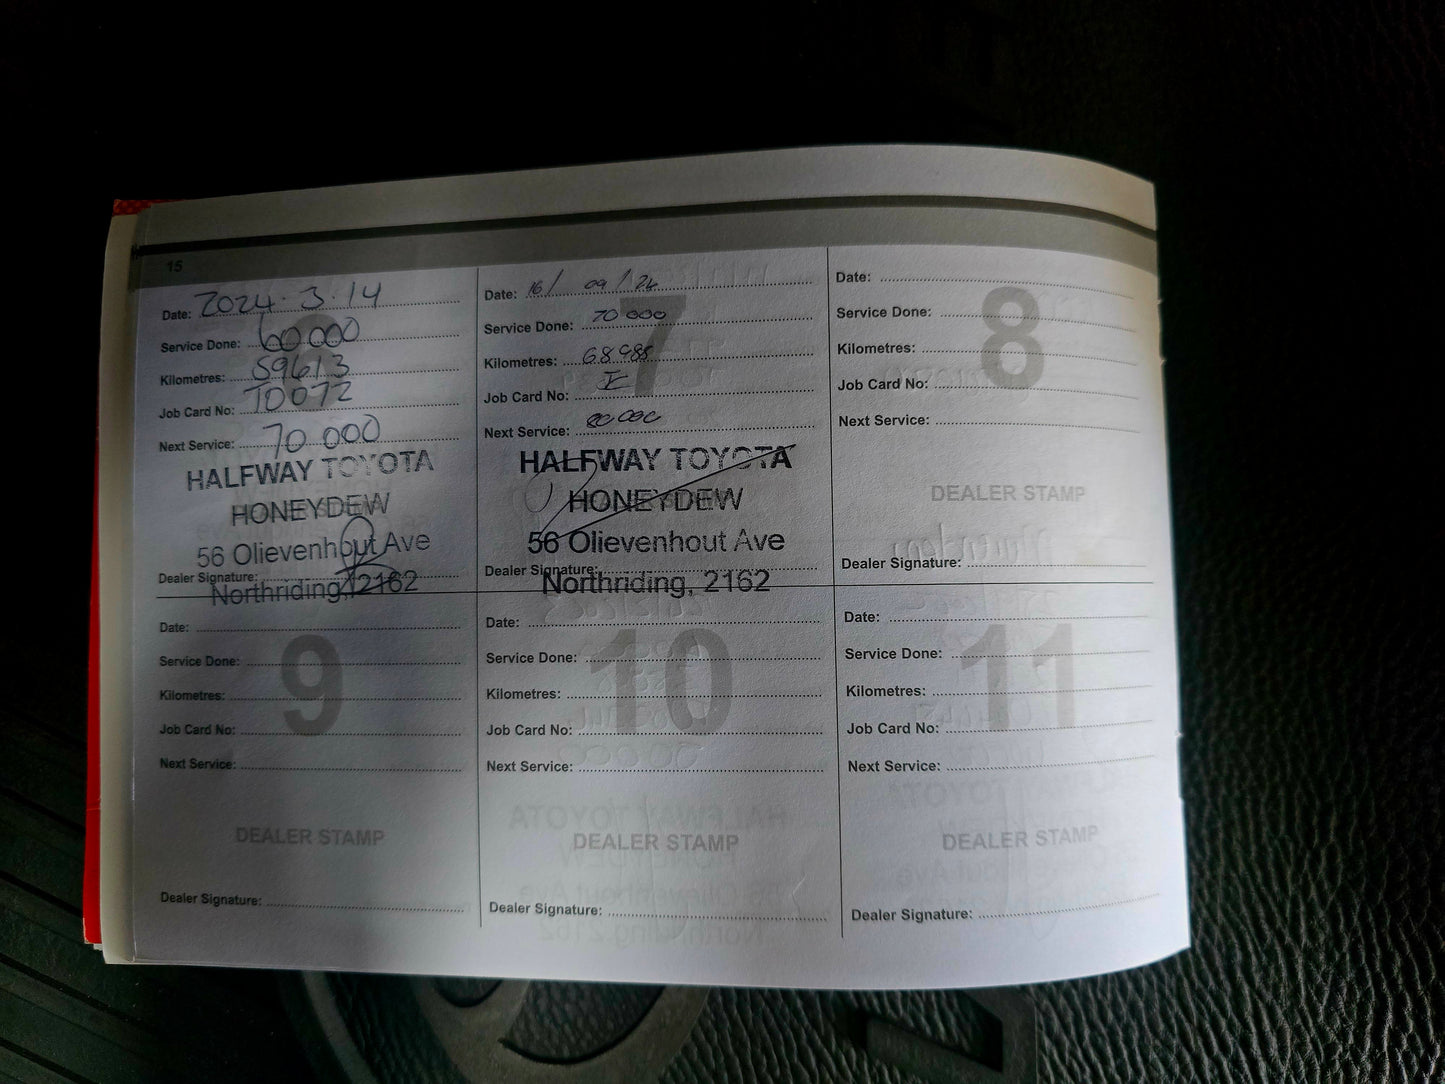 15
Date: 2024.3.14
Service Done: 60 000
Kilometres: 59613
Job Card No: T0072
Next Service: 70 000
HALFWAY TOYOTA
HONEYDEW
56 Olievenhout Ave
Dealer Signature:
Northriding, 2162
7
Date: 16/09/24
Service Done: 70 000
Kilometres:
Job Card No:
Next Service: 80 000
HALFWAY TOYOTA
HONEYDEW
56 Olievenhout Ave
Dealer Signature:
Northriding, 2162
8
Date:
Service Done:
Kilometres:
Job Card No:
Next Service:
DEALER STAMP
Dealer Signature:
9
Date:
Service Done:
Kilometres:
Job Card No:
Next Service:
DEALER STAMP
Dealer Signature:
10
Date:
Service Done:
Kilometres:
Job Card No:
Next Service:
DEALER STAMP
Dealer Signature:
11
Date:
Service Done:
Kilometres:
Job Card No:
Next Service:
DEALER STAMP
Dealer Signature: